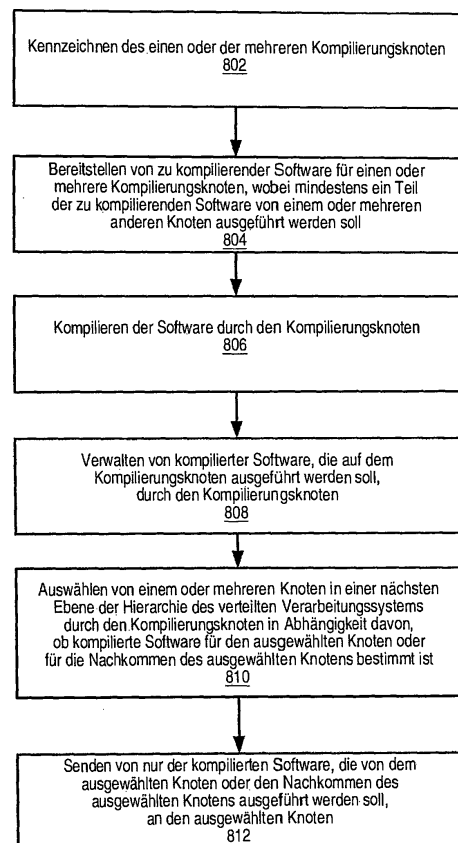 Kennzeichnen des einen oder der mehreren Kompilierungsknoten
802
Bereitstellen von zu kompilierender Software für einen oder
mehrere Kompilierungsknoten, wobei mindestens ein Teil
der zu kompilierenden Software von einem oder mehreren
anderen Knoten ausgeführt werden soll
804
Kompilieren der Software durch den Kompilierungsknoten
806
Verwalten von kompilierter Software, die auf dem
Kompilierungsknoten ausgeführt werden soll,
durch den Kompilierungsknoten
808
Auswählen von einem oder mehreren Knoten in einer nächsten
Ebene der Hierarchie des verteilten Verarbeitungssystems
durch den Kompilierungsknoten in Abhängigkeit davon,
ob kompilierte Software für den ausgewählten Knoten oder
für die Nachkommen des ausgewählten Knotens bestimmt ist
810
Senden von nur der kompilierten Software, die von dem
ausgewählten Knoten oder den Nachkommen des
ausgewählten Knotens ausgeführt werden soll,
an den ausgewählten Knoten
812